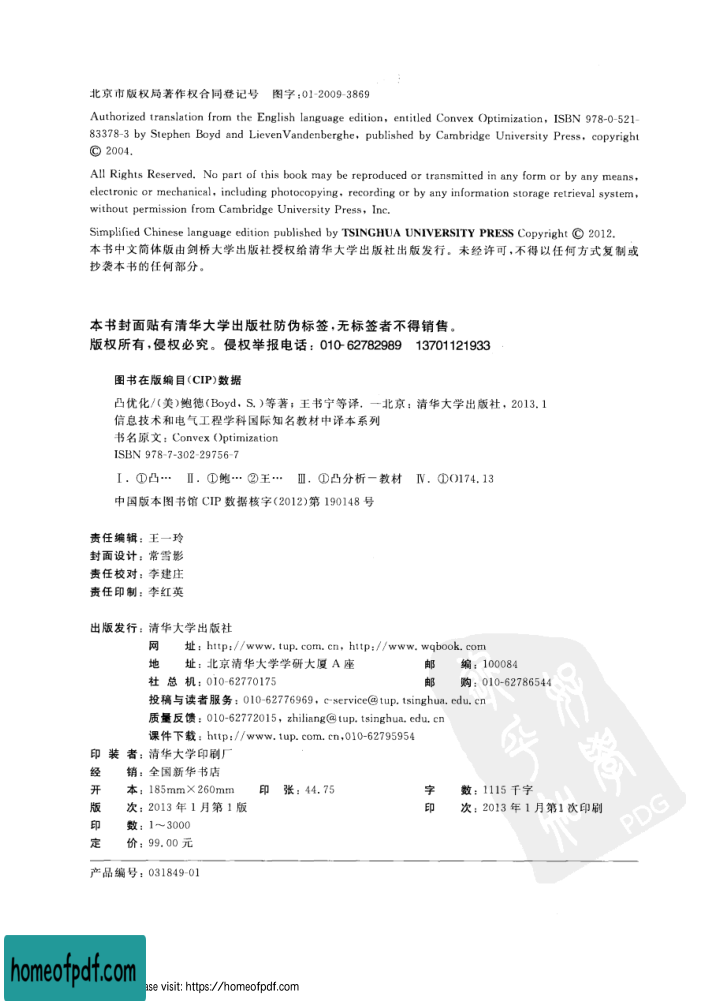 北京市版权局著作权合同登记号　图字:01-2009-3869
Authorized translation from the English language edition, entitled Convex Optimization, ISBN 978-0-521-
83378-3 by Stephen Boyd and LievenVandenberghe, published by Cambridge University Press, copyright
© 2004.
All Rights Reserved. No part of this book may be reproduced or transmitted in any form or by any means,
electronic or mechanical, including photocopying, recording or by any information storage retrieval system,
without permission from Cambridge University Press, Inc.
Simplified Chinese language edition published by TSINGHUA UNIVERSITY PRESS Copyright © 2012.
本书中文简体版由剑桥大学出版社授权给清华大学出版社出版发行。未经许可,不得以任何方式复制或
抄袭本书的任何部分。
本书封面贴有清华大学出版社防伪标签,无标签者不得销售。
版权所有,侵权必究。侵权举报电话: 010-62782989　13701121933
图书在版编目(CIP)数据
凸优化/(美)鲍德(Boyd, S.)等著; 王书宁等译. —北京: 清华大学出版社, 2013.1
信息技术和电气工程学科国际知名教材中译本系列
书名原文: Convex Optimization
ISBN 978-7-302-29756-7
Ⅰ. ①凸…　Ⅱ. ①鲍… ②王…　Ⅲ. ①凸分析－教材　Ⅳ. ①O174.13
中国版本图书馆 CIP 数据核字(2012)第 190148 号
责任编辑: 王一玲
封面设计: 常雪影
责任校对: 李建庄
责任印制: 李红英
出版发行: 清华大学出版社
网　　址: http://www.tup.com.cn, http://www.wqbook.com
地　　址: 北京清华大学学研大厦 A 座　　邮　　编: 100084
社 总 机: 010-62770175　　邮　　购: 010-62786544
投稿与读者服务: 010-62776969, c-service@tup.tsinghua.edu.cn
质量反馈: 010-62772015, zhiliang@tup.tsinghua.edu.cn
课件下载: http://www.tup.com.cn,010-62795954
印 装 者: 清华大学印刷厂
经　　销: 全国新华书店
开　　本: 185mm×260mm　　印　张: 44.75　　字　　数: 1115 千字
版　　次: 2013 年 1 月第 1 版　　印　　次: 2013 年 1 月第 1 次印刷
印　　数: 1～3000
定　　价: 99.00 元
PDG
产品编号: 031849-01
homeofpdf.com
ase visit: https://homeofpdf.com